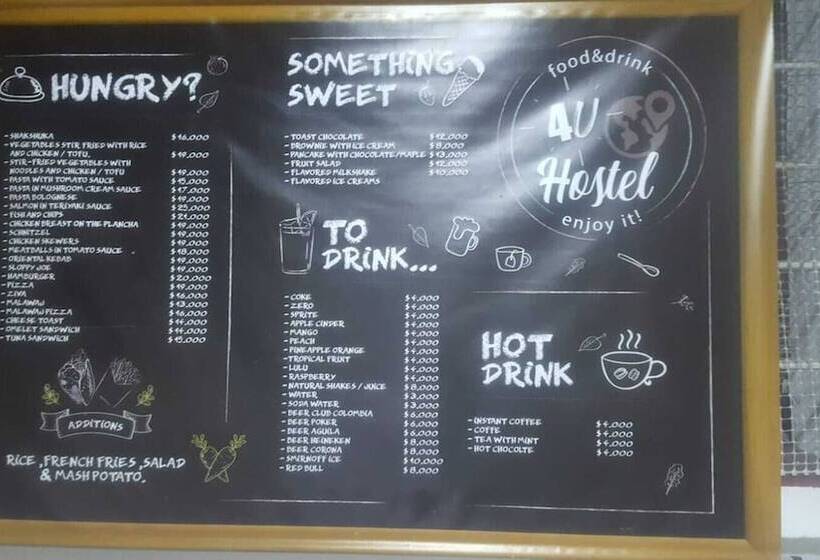 HUNGRY?
- SHAKSHUKA $16,000
- VEGETABLES STIR FRIED WITH RICE
AND CHICKEN / TOFU. $19,000
- STIR-FRIED VEGETABLES WITH
NOODLES AND CHICKEN / TOFU $19,000
- PASTA WITH TOMATO SAUCE $15,000
- PASTA IN MUSHROOM CREAM SAUCE $17,000
- PASTA BOLOGNESE $19,000
- SALMON IN TERIYAKI SAUCE $25,000
- FISH AND CHIPS $21,000
- CHICKEN BREAST ON THE PLANCHA $19,000
- SCHNITZEL $19,000
- CHICKEN SKEWERS $19,000
- MEATBALLS IN TOMATO SAUCE $18,000
- ORIENTAL KEBAB $19,000
- SLOPPY JOE $19,000
- HAMBURGER $20,000
- PIZZA $19,000
- ZIVA $16,000
- MALAWAH $13,000
- MALAWAH PIZZA $16,000
- CHEESE TOAST $14,000
- OMELET SANDWICH $14,000
- TUNA SANDWICH $15,000
ADDITIONS
RICE, FRENCH FRIES, SALAD
& MASH POTATO.
SOMETHING
SWEET
- TOAST CHOCOLATE $12,000
- BROWNIE WITH ICE CREAM $8,000
- PANCAKE WITH CHOCOLATE/MAPLE $13,000
- FRUIT SALAD $12,000
- FLAVORED MILKSHAKE $10,000
- FLAVORED ICE CREAMS
TO
DRINK...
- COKE $4,000
- ZERO $4,000
- SPRITE $4,000
- APPLE CINDER $4,000
- MANGO $4,000
- PEACH $4,000
- PINEAPPLE ORANGE $4,000
- TROPICAL FRUIT $4,000
- LULU $4,000
- RASPBERRY $4,000
- NATURAL SHAKES / JUICE $8,000
- WATER $3,000
- SODA WATER $3,000
- BEER CLUB COLOMBIA $6,000
- BEER POKER $6,000
- BEER AGUILA $6,000
- BEER HEINEKEN $8,000
- BEER CORONA $8,000
- SMIRNOFF ICE $10,000
- RED BULL $8,000
food&drink
4U
Hostel
enjoy it!
HOT
DRINK
- INSTANT COFFEE $4,000
- COFFE $4,000
- TEA WITH MINT $4,000
- HOT CHOCOLTE $4,000